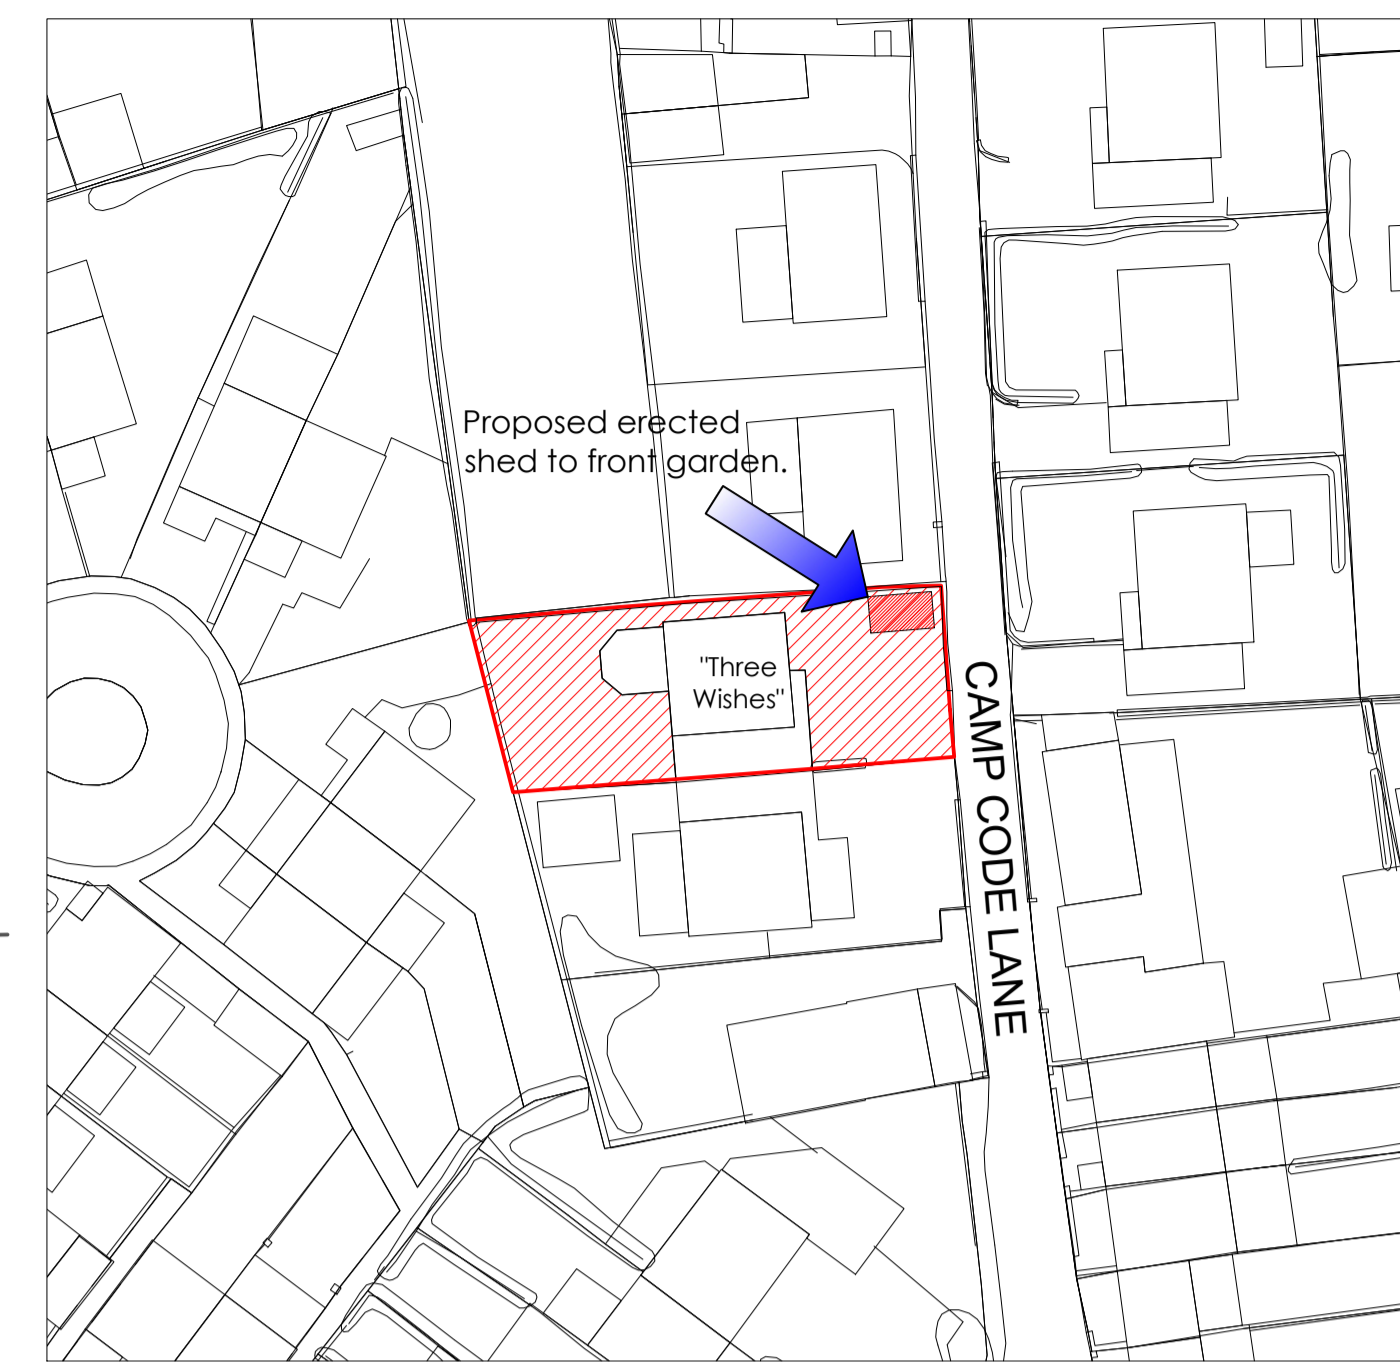 Proposed erected
shed to front garden.
"Three
Wishes"
CAMP CODE LANE